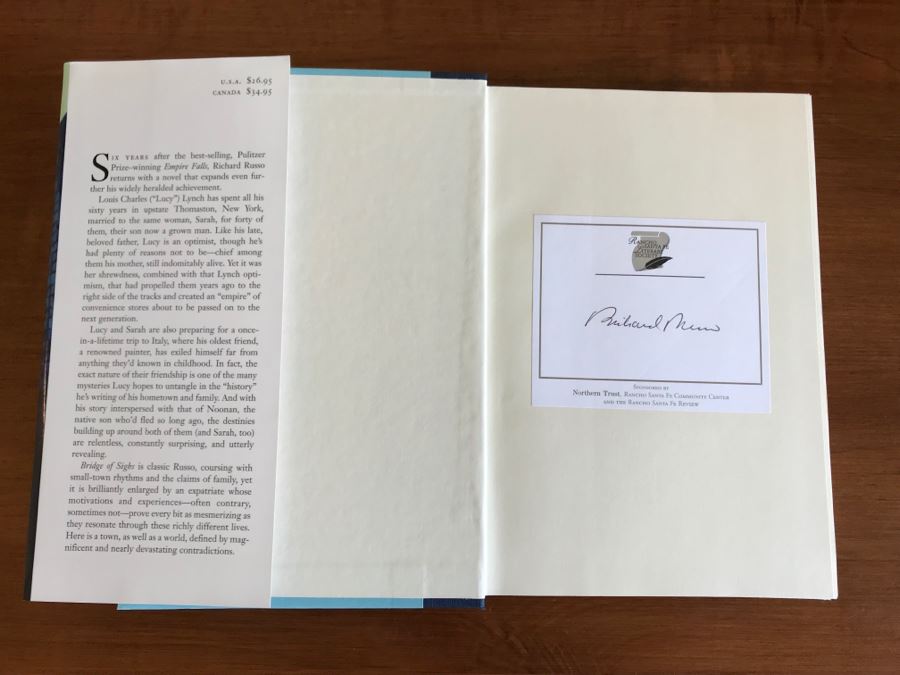 U.S.A. $26.95
CANADA $34.95
SIX YEARS after the best-selling, Pulitzer
Prize–winning Empire Falls, Richard Russo
returns with a novel that expands even fur-
ther his widely heralded achievement.
Louis Charles (“Lucy”) Lynch has spent all his
sixty years in upstate Thomaston, New York,
married to the same woman, Sarah, for forty of
them, their son now a grown man. Like his late,
beloved father, Lucy is an optimist, though he’s
had plenty of reasons not to be—chief among
them his mother, still indomitably alive. Yet it was
her shrewdness, combined with that Lynch opti-
mism, that had propelled them years ago to the
right side of the tracks and created an “empire” of
convenience stores about to be passed on to the
next generation.
Lucy and Sarah are also preparing for a once-
in-a-lifetime trip to Italy, where his oldest friend,
a renowned painter, has exiled himself far from
anything they’d known in childhood. In fact, the
exact nature of their friendship is one of the many
mysteries Lucy hopes to untangle in the “history”
he’s writing of his hometown and family. And with
his story interspersed with that of Noonan, the
native son who’d fled so long ago, the destinies
building up around both of them (and Sarah, too)
are relentless, constantly surprising, and utterly
revealing.
Bridge of Sighs is classic Russo, coursing with
small-town rhythms and the claims of family, yet
it is brilliantly enlarged by an expatriate whose
motivations and experiences—often contrary,
sometimes not—prove every bit as mesmerizing as
they resonate through these richly different lives.
Here is a town, as well as a world, defined by mag-
nificent and nearly devastating contradictions.
RANCHO
SANTA FE
LITERARY
SOCIETY
Richard Russo
SPONSORED BY
Northern Trust, RANCHO SANTA FE COMMUNITY CENTER
AND THE RANCHO SANTA FE REVIEW